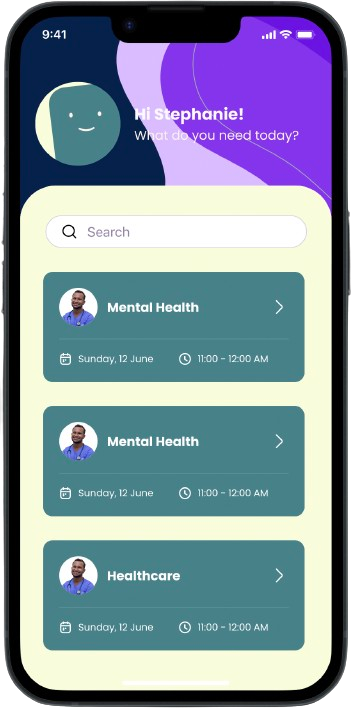 9:41
Hi Stephanie!
What do you need today?
Search
Mental Health
Sunday, 12 June 11:00 - 12:00 AM
Mental Health
Sunday, 12 June 11:00 - 12:00 AM
Healthcare
Sunday, 12 June 11:00 - 12:00 AM